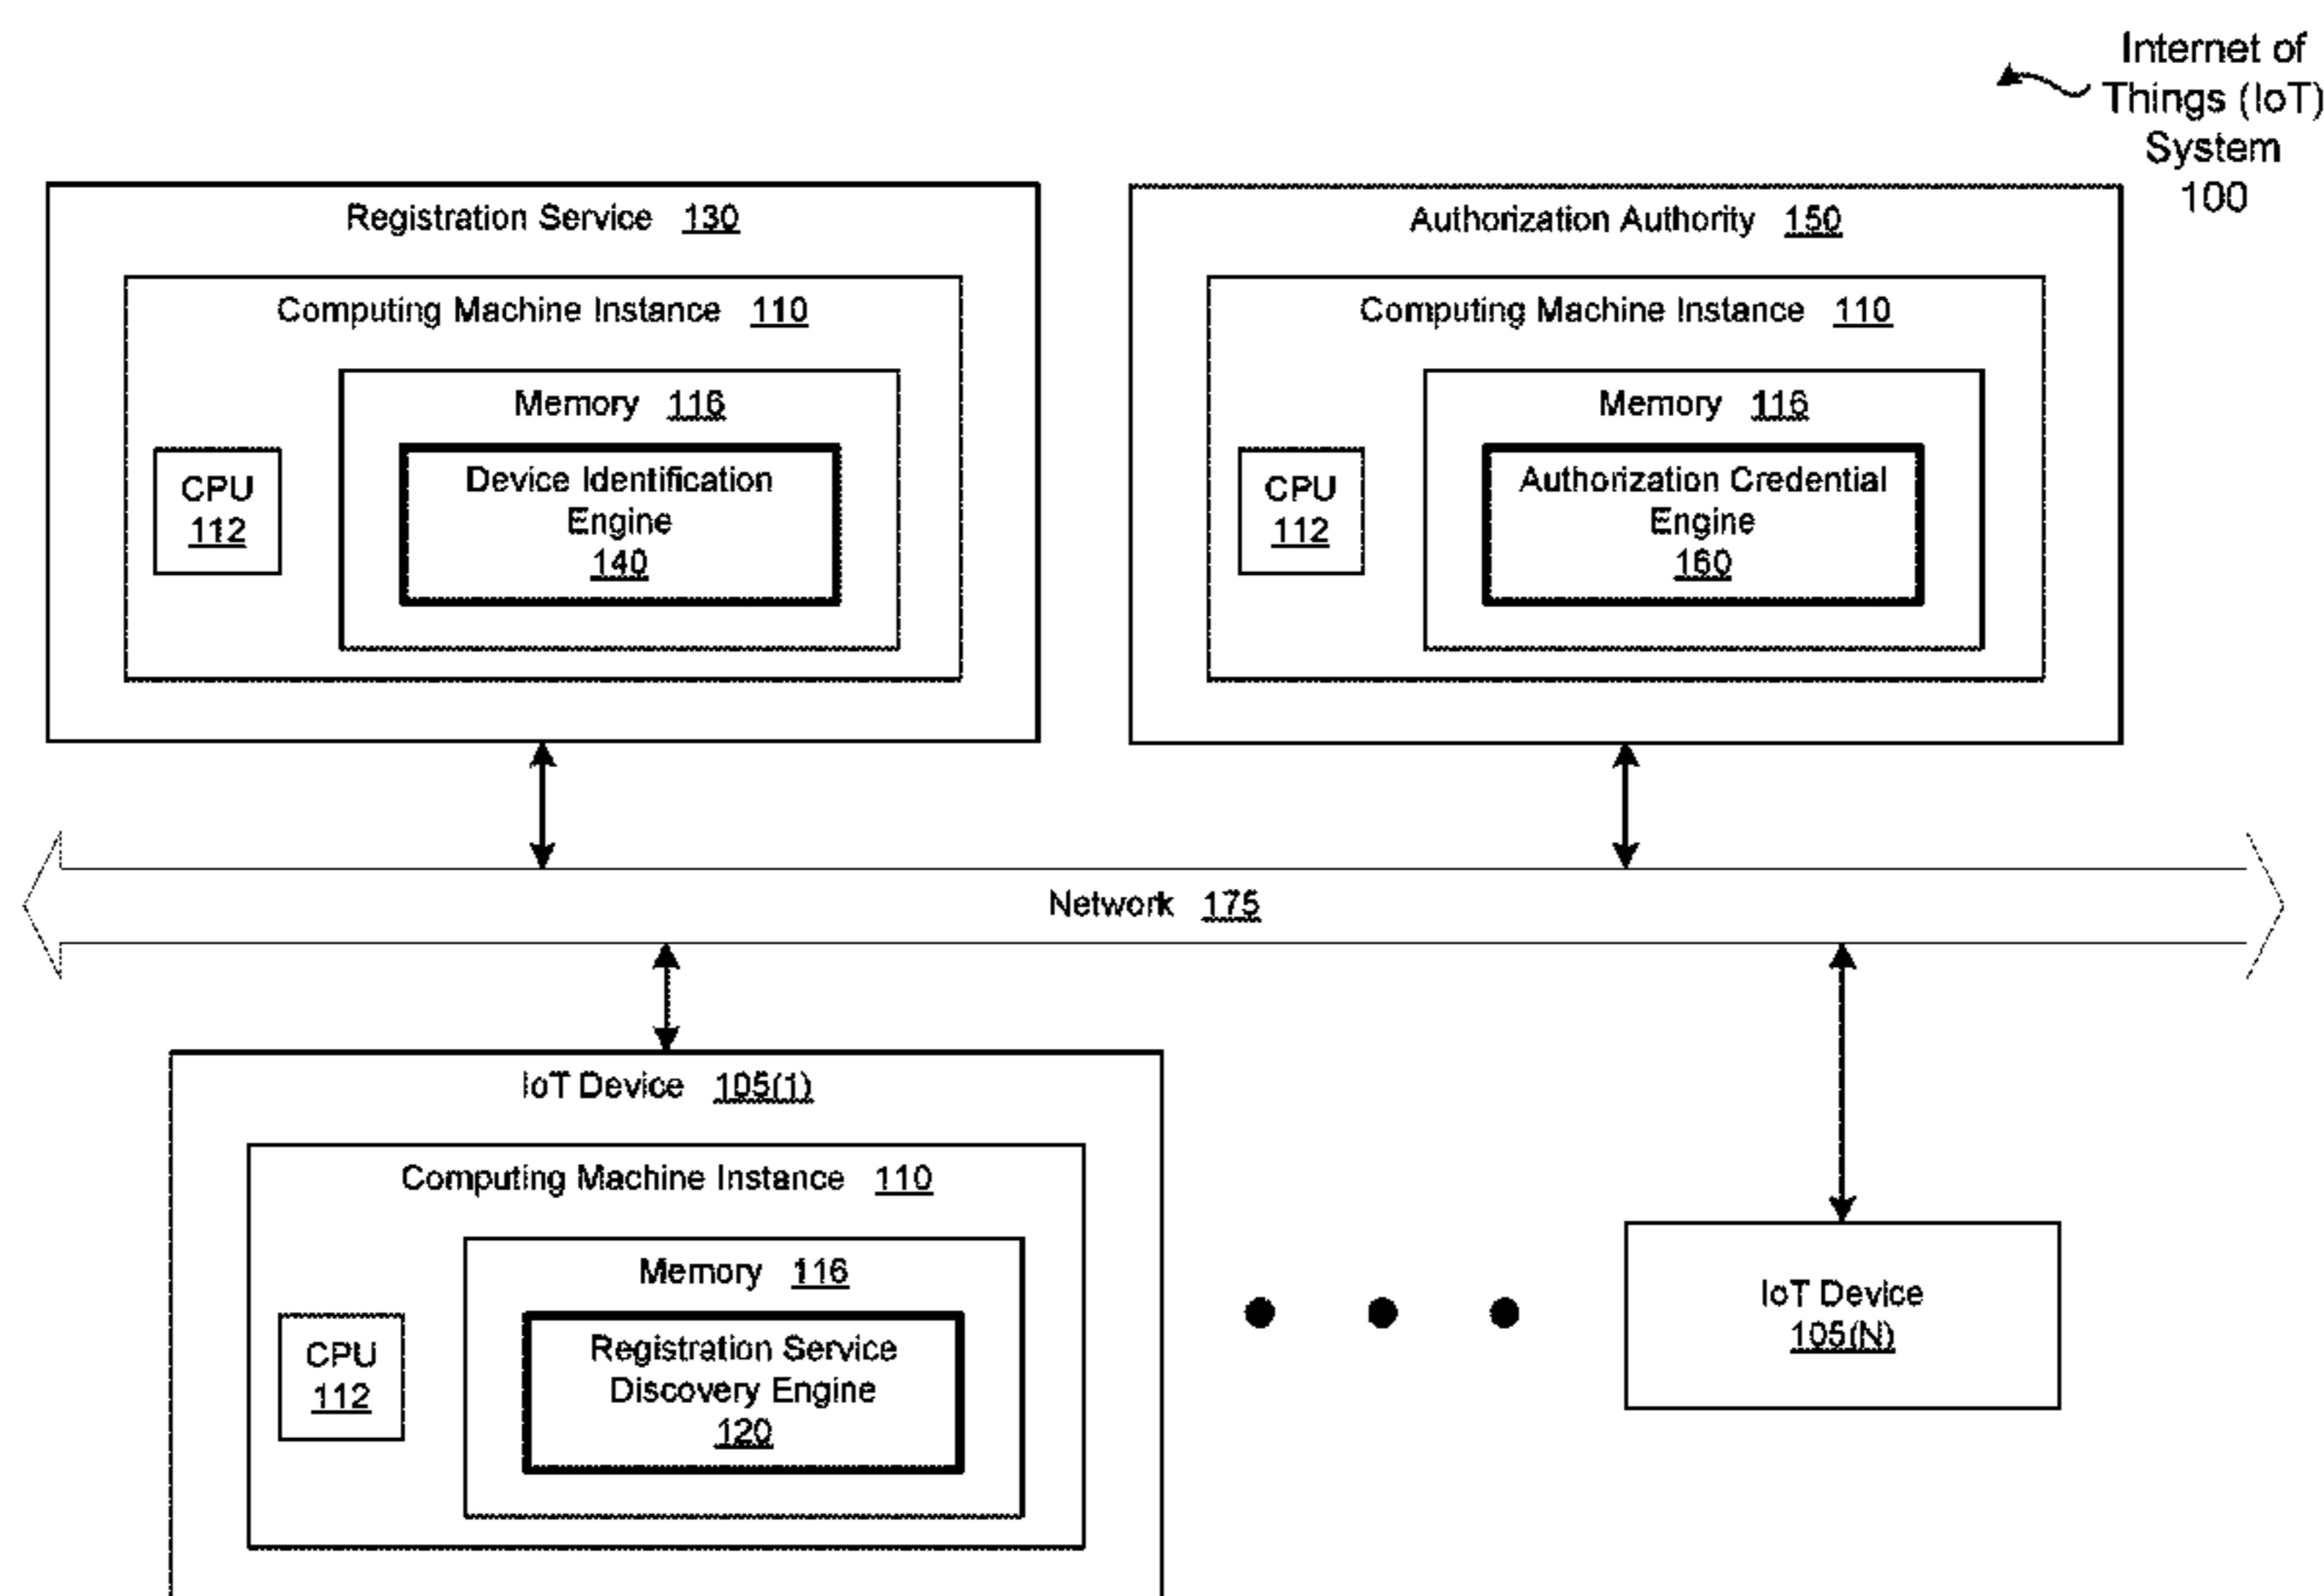 Internet of
Things (IoT)
System
100
Registration Service 130
Computing Machine Instance 110
Memory 116
CPU
112
Device Identification
Engine
140
Authorization Authority 150
Computing Machine Instance 110
Memory 116
CPU
112
Authorization Credential
Engine
160
Network 175
IoT Device 105(1)
Computing Machine Instance 110
Memory 116
CPU
112
Registration Service
Discovery Engine
120
IoT Device
105(N)